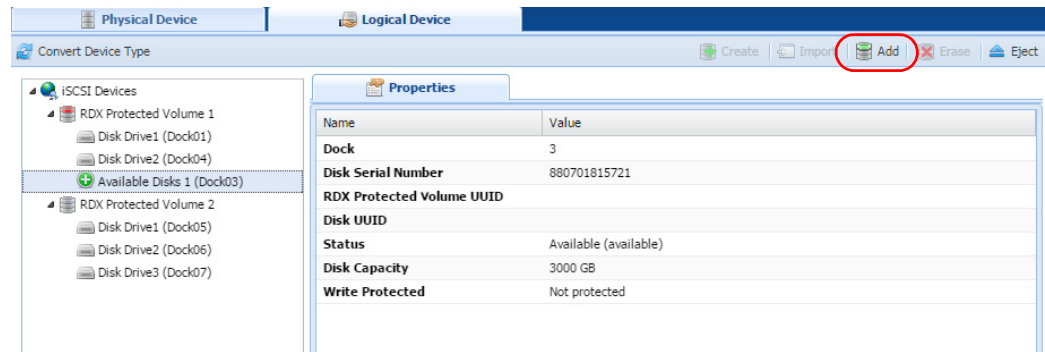 Physical Device Logical Device
Convert Device Type Create Import Add Erase Eject
iSCSI Devices
RDX Protected Volume 1
Disk Drive1 (Dock01)
Disk Drive2 (Dock04)
Available Disks 1 (Dock03)
RDX Protected Volume 2
Disk Drive1 (Dock05)
Disk Drive2 (Dock06)
Disk Drive3 (Dock07)
Properties
Name Value
Dock 3
Disk Serial Number 880701815721
RDX Protected Volume UUID
Disk UUID
Status Available (available)
Disk Capacity 3000 GB
Write Protected Not protected